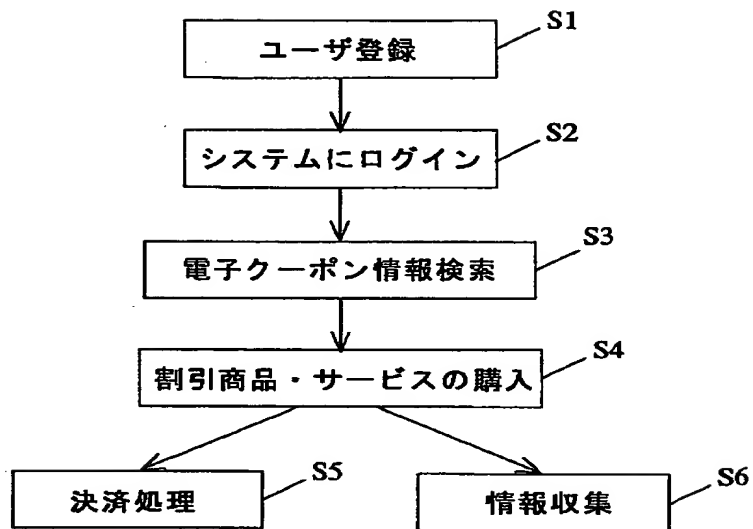 S1
ユーザ登録
S2
システムにログイン
S3
電子クーポン情報検索
S4
割引商品・サービスの購入
S5
決済処理
S6
情報収集